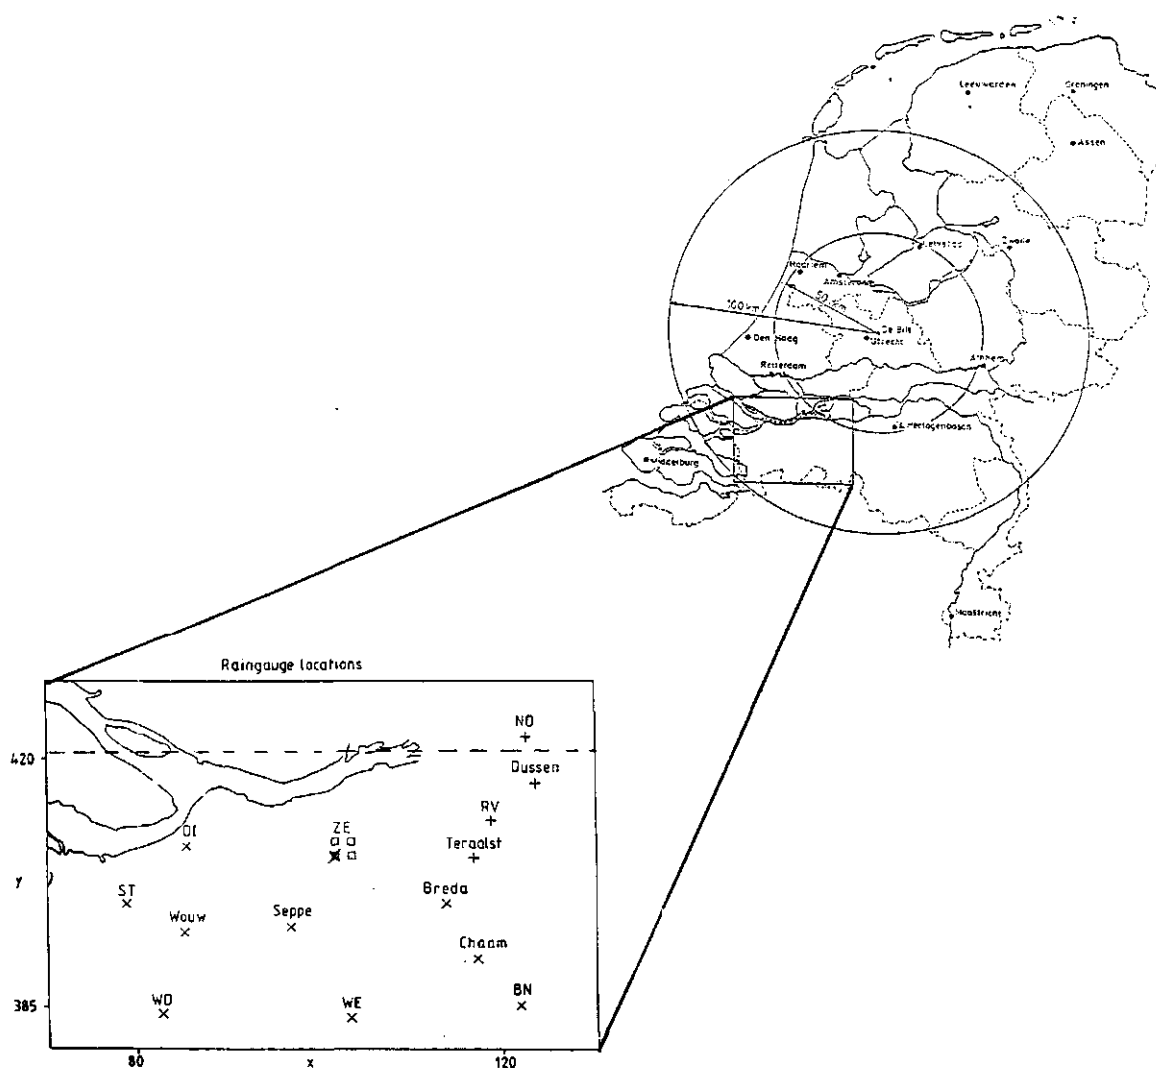 Leeuwarden
Groningen
Assen
Zwolle
Lelystad
Haarlem
Amsterdam
50 km
100 km
De Bilt
Utrecht
Den Haag
Rotterdam
Arnhem
s Hertogenbosch
Middelburg
Maastricht
Raingauge locations
NO
420
Dussen
RV
OI
ZE
Teraalst
y
ST
Breda
Wouw
Seppe
Chaam
WO
WE
BN
385
80
x
120